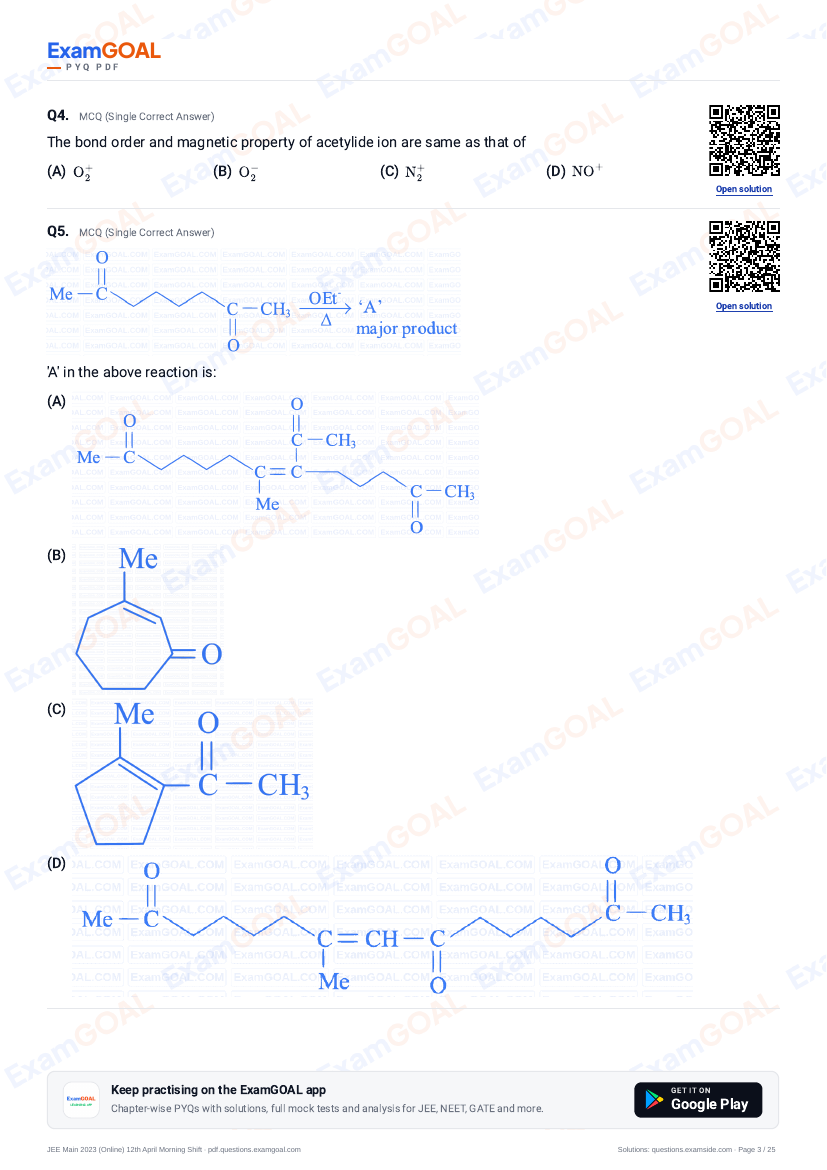 ExamGOAL
PYQ PDF
Q4. MCQ (Single Correct Answer)
The bond order and magnetic property of acetylide ion are same as that of
(A) O₂⁺ (B) O₂⁻ (C) N₂⁺ (D) NO⁺
Open solution
Q5. MCQ (Single Correct Answer)
Open solution
O
Me — C
C — CH₃
O
OEt⁻
Δ
'A'
major product
'A' in the above reaction is:
(A)
O
Me — C
O
C — CH₃
C = C
Me
C — CH₃
O
(B)
Me
O
(C)
Me
O
C — CH₃
(D)
O
Me — C
C = CH — C
Me
O
O
C — CH₃
Keep practising on the ExamGOAL app
Chapter-wise PYQs with solutions, full mock tests and analysis for JEE, NEET, GATE and more.
GET IT ON
Google Play
JEE Main 2023 (Online) 12th April Morning Shift · pdf.questions.examgoal.com
Solutions: questions.examside.com · Page 3 / 25